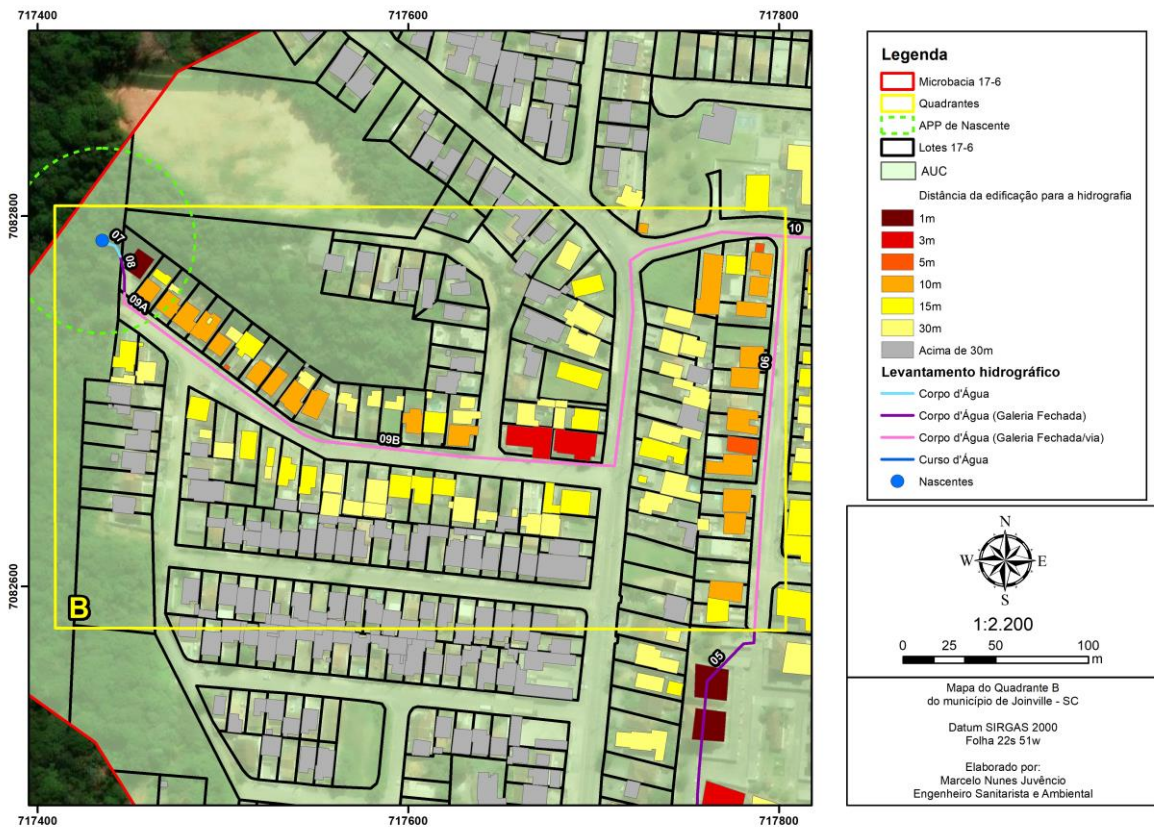 717400
717600
717800
7082800
7082600
07
08
09A
09B
10
06
05
B
717400
717600
717800
Legenda
Microbacia 17-6
Quadrantes
APP de Nascente
Lotes 17-6
AUC
Distância da edificação para a hidrografia
1m
3m
5m
10m
15m
30m
Acima de 30m
Levantamento hidrográfico
Corpo d'Água
Corpo d'Água (Galeria Fechada)
Corpo d'Água (Galeria Fechada/via)
Curso d'Água
Nascentes
N
W E
S
1:2.200
0 50 100
m
Mapa do Quadrante B
do município de Joinville - SC
Datum SIRGAS 2000
Folha 22s 51w
Elaborado por:
Marcelo Nunes Juvêncio
Engenheiro Sanitarista e Ambiental